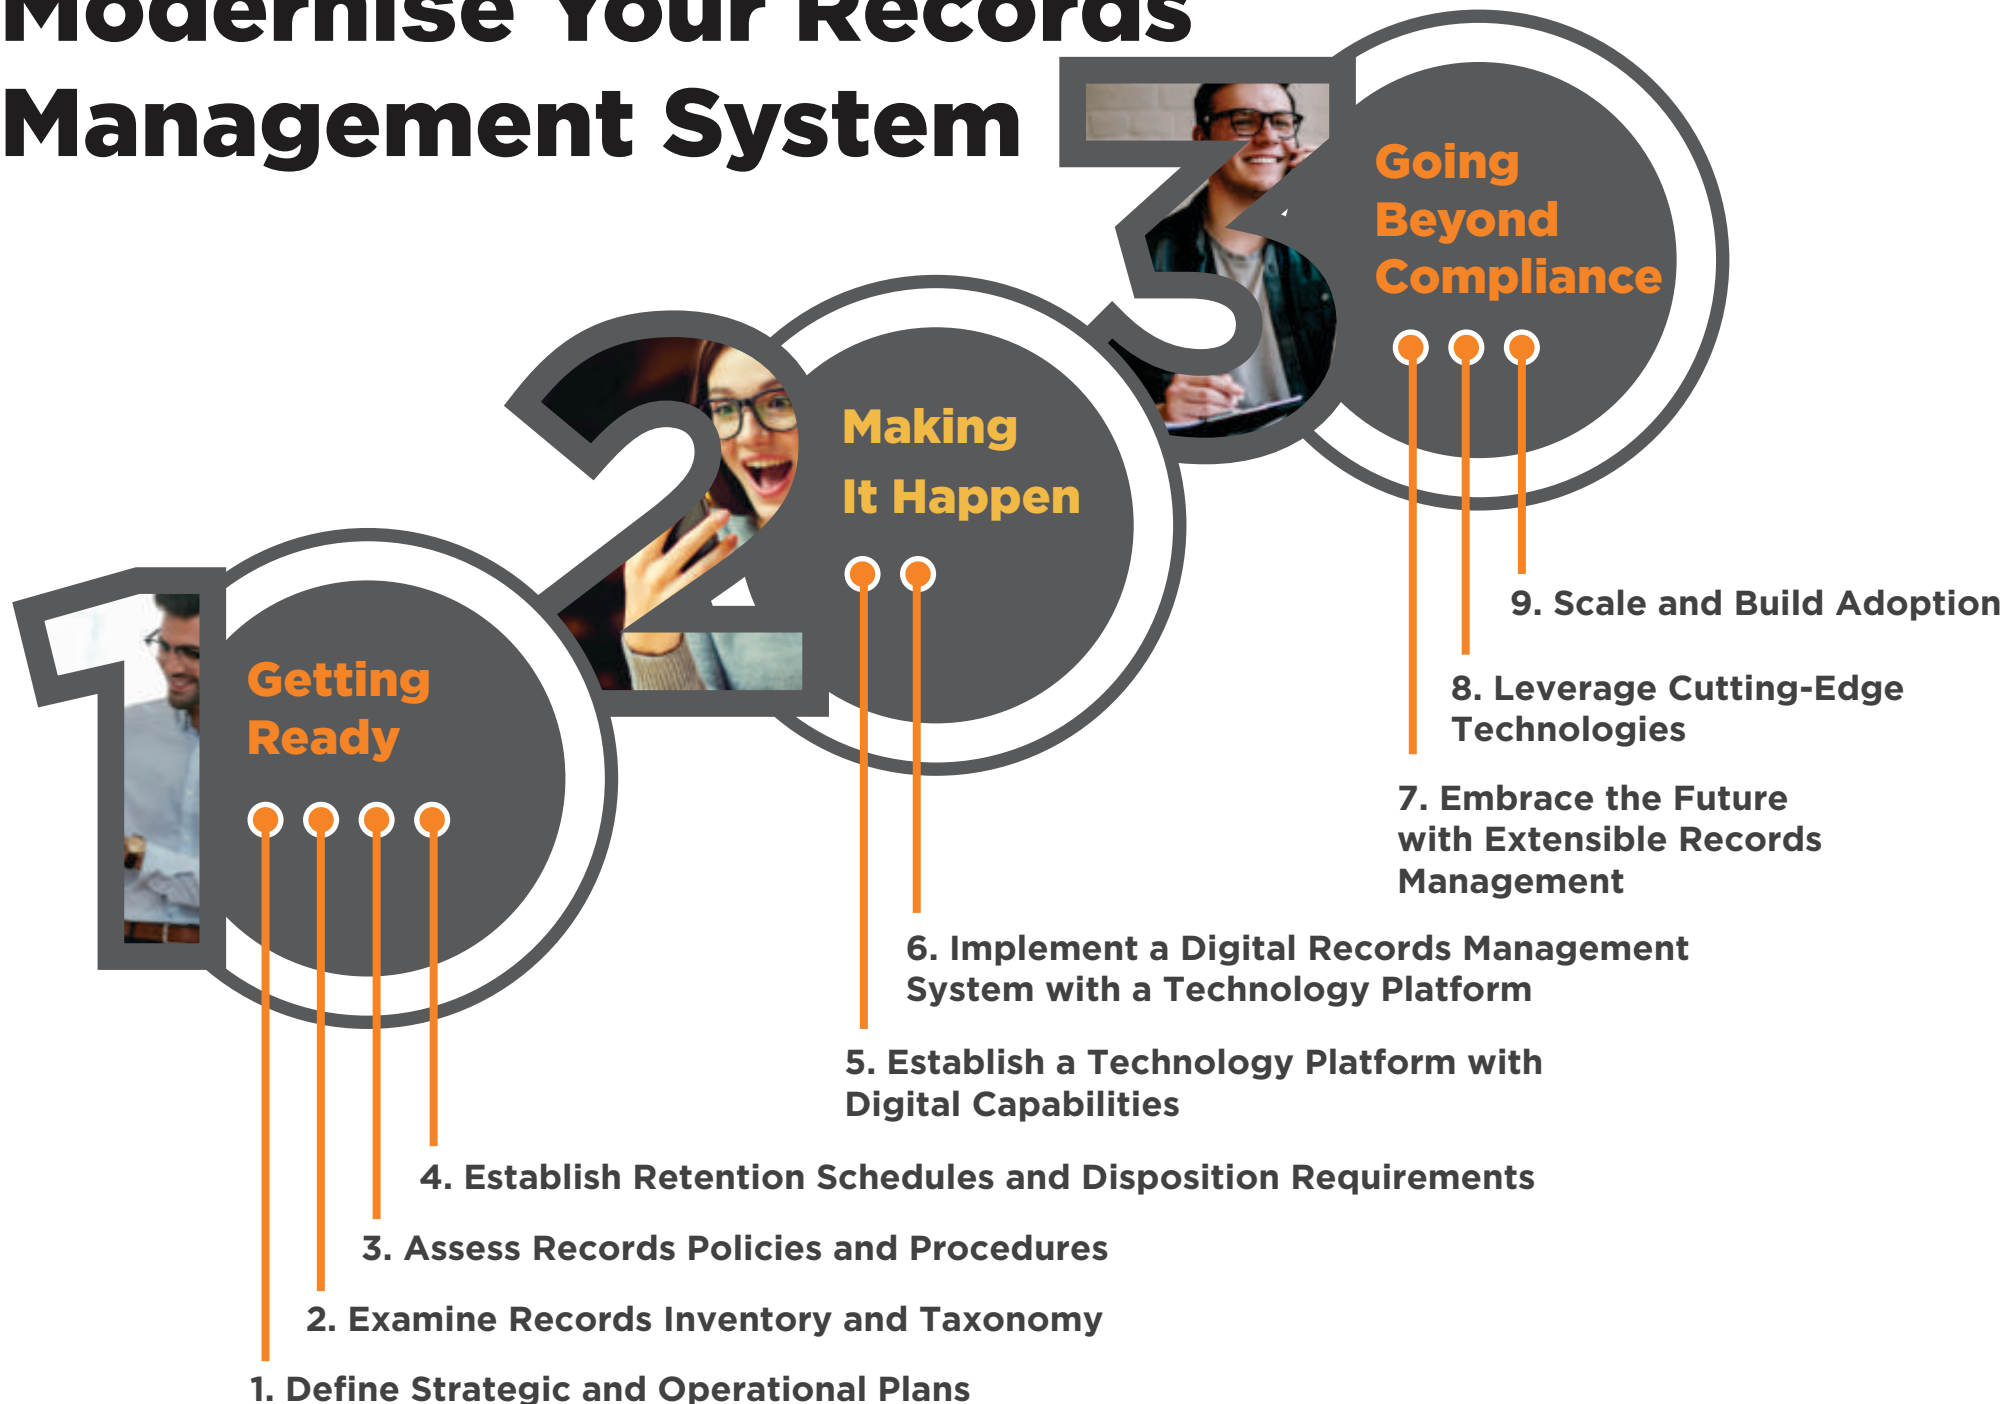 Modernise Your Records
Management System
1
Getting
Ready
1. Define Strategic and Operational Plans
2. Examine Records Inventory and Taxonomy
3. Assess Records Policies and Procedures
4. Establish Retention Schedules and Disposition Requirements
2
Making
It Happen
5. Establish a Technology Platform with
Digital Capabilities
6. Implement a Digital Records Management
System with a Technology Platform
3
Going
Beyond
Compliance
7. Embrace the Future
with Extensible Records
Management
8. Leverage Cutting-Edge
Technologies
9. Scale and Build Adoption